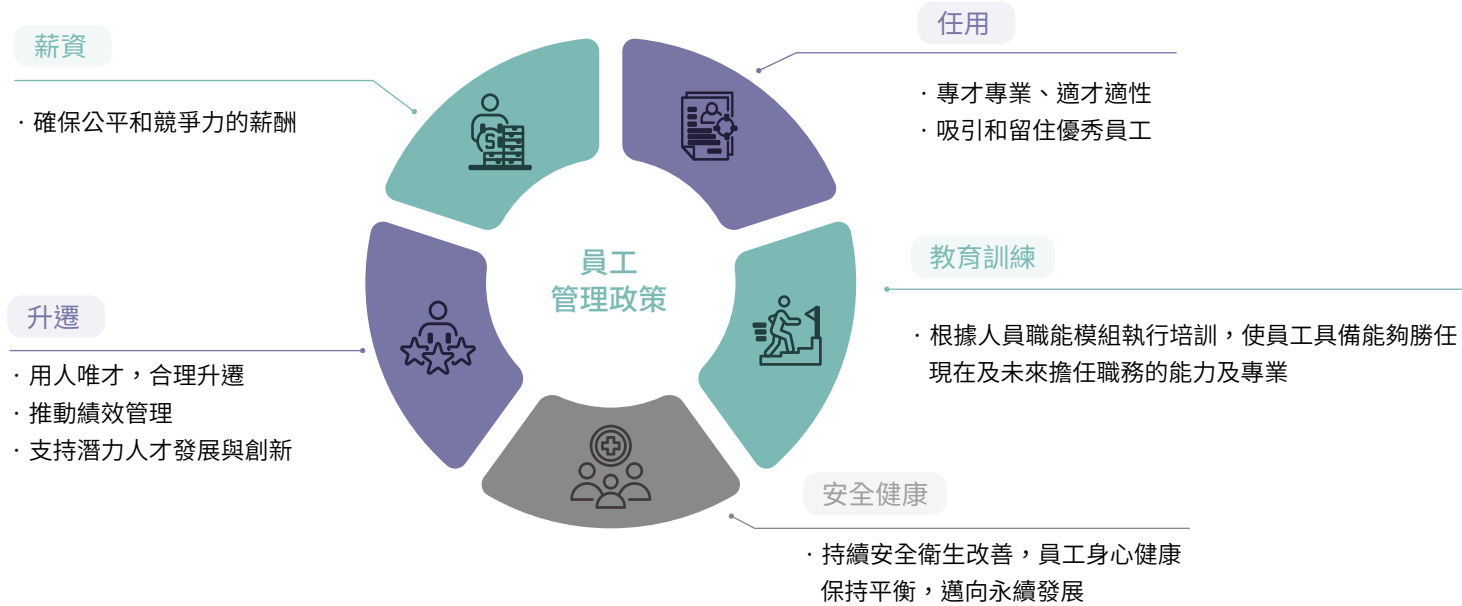 薪資
· 確保公平和競爭力的薪酬
任用
· 專才專業、適才適性
· 吸引和留住優秀員工
員工
管理政策
教育訓練
· 根據人員職能模組執行培訓，使員工具備能夠勝任
現在及未來擔任職務的能力及專業
升遷
· 用人唯才，合理升遷
· 推動績效管理
· 支持潛力人才發展與創新
安全健康
· 持續安全衛生改善，員工身心健康
保持平衡，邁向永續發展
S